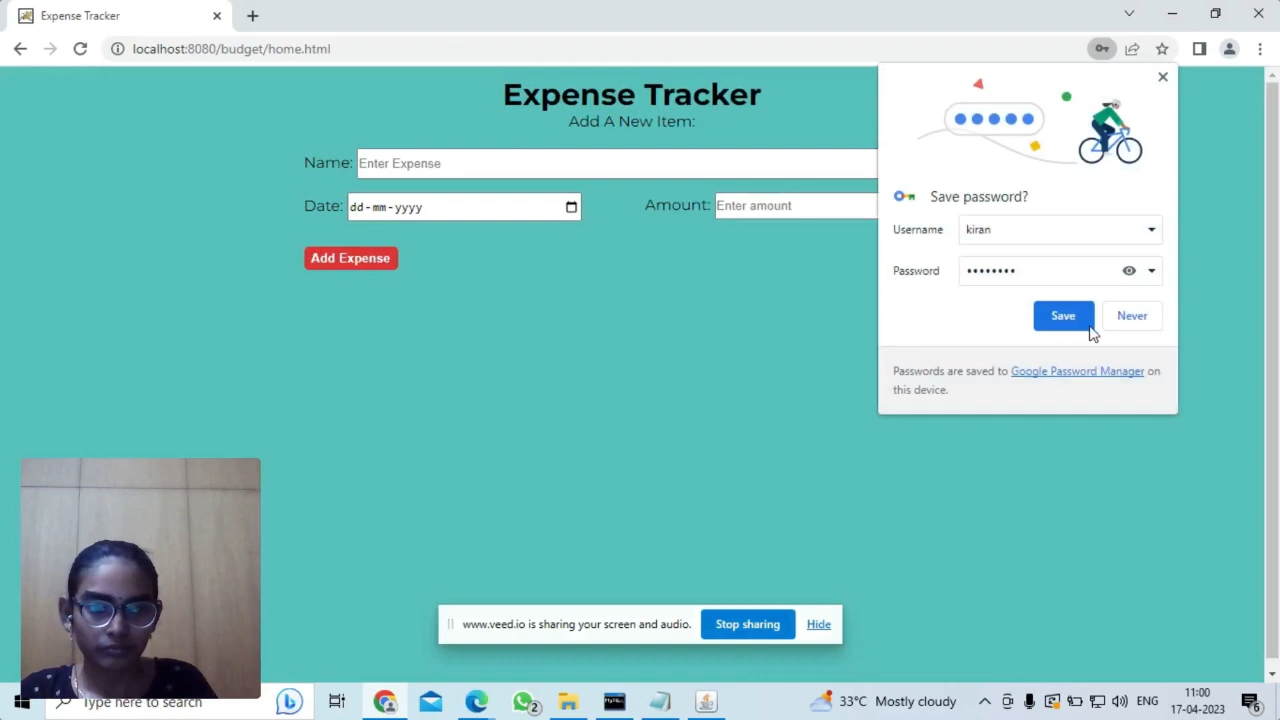 Expense Tracker
localhost:8080/budget/home.html
Expense Tracker
Add A New Item:
Name: Enter Expense
Date: dd-mm-yyyy Amount: Enter amount
Add Expense
Save password?
Username kiran
Password ••••••••
Save Never
Passwords are saved to Google Password Manager on
this device.
www.veed.io is sharing your screen and audio. Stop sharing Hide
Type here to search
2
33°C Mostly cloudy
ENG
11:00
17-04-2023
6